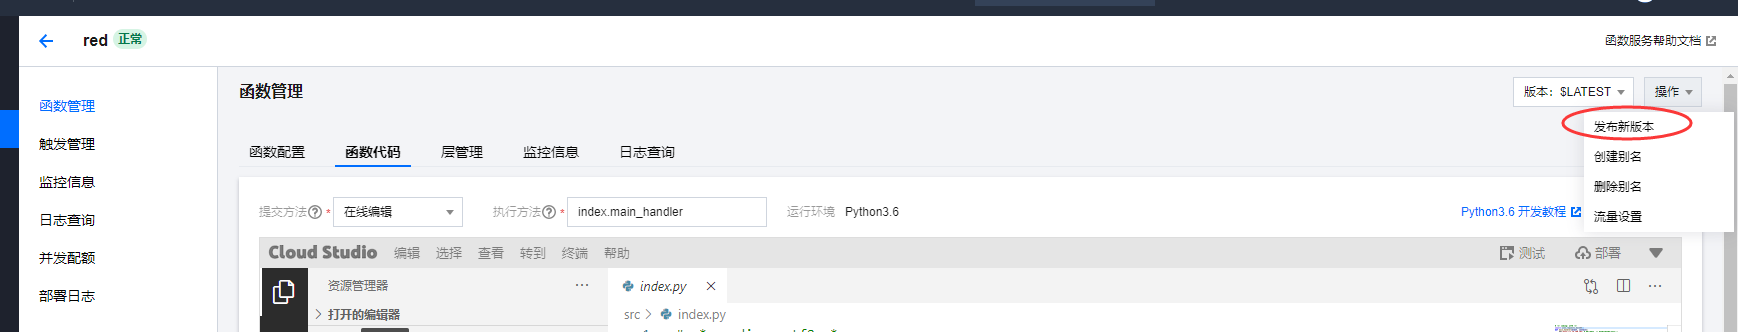 red 正常
函数服务帮助文档
函数管理
触发管理
监控信息
日志查询
并发配额
部署日志
函数管理
版本：$LATEST
操作
发布新版本
创建别名
删除别名
流量设置
函数配置 函数代码 层管理 监控信息 日志查询
提交方法 * 在线编辑 执行方法 * index.main_handler 运行环境 Python3.6
Python3.6 开发教程
Cloud Studio 编辑 选择 查看 转到 终端 帮助 测试 部署
资源管理器
打开的编辑器
index.py
src > index.py